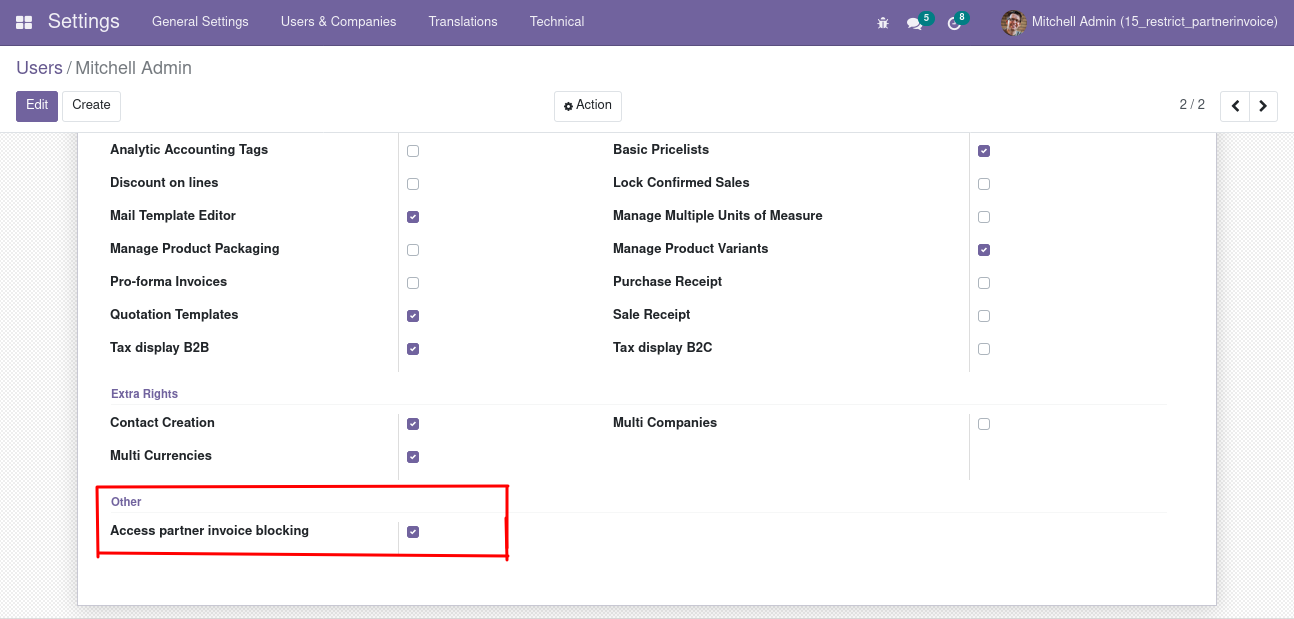 Settings General Settings Users & Companies Translations Technical 5 8 Mitchell Admin (15_restrict_partnerinvoice)
Users / Mitchell Admin
Edit Create Action 2 / 2
Analytic Accounting Tags Basic Pricelists
Discount on lines Lock Confirmed Sales
Mail Template Editor Manage Multiple Units of Measure
Manage Product Packaging Manage Product Variants
Pro-forma Invoices Purchase Receipt
Quotation Templates Sale Receipt
Tax display B2B Tax display B2C
Extra Rights
Contact Creation Multi Companies
Multi Currencies
Other
Access partner invoice blocking